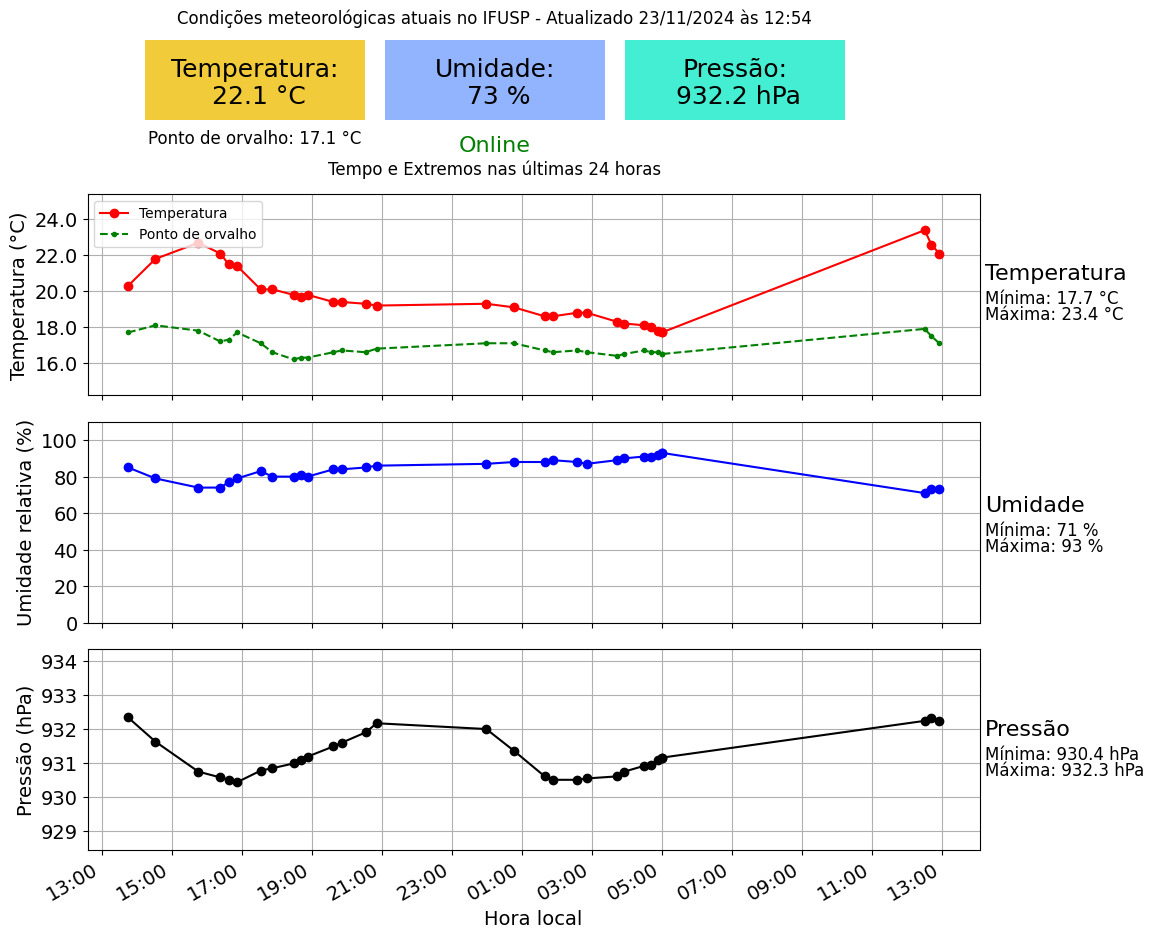 Condições meteorológicas atuais no IFUSP - Atualizado 23/11/2024 às 12:54
Temperatura:
22.1 °C
Umidade:
73 %
Pressão:
932.2 hPa
Ponto de orvalho: 17.1 °C
Online
Tempo e Extremos nas últimas 24 horas
Temperatura (°C)
24.0
22.0
20.0
18.0
16.0
Temperatura
Ponto de orvalho
Temperatura
Mínima: 17.7 °C
Máxima: 23.4 °C
Umidade relativa (%)
100
80
60
40
20
0
Umidade
Mínima: 71 %
Máxima: 93 %
Pressão (hPa)
934
933
932
931
930
929
Pressão
Mínima: 930.4 hPa
Máxima: 932.3 hPa
13:00 15:00 17:00 19:00 21:00 23:00 01:00 03:00 05:00 07:00 09:00 11:00 13:00
Hora local